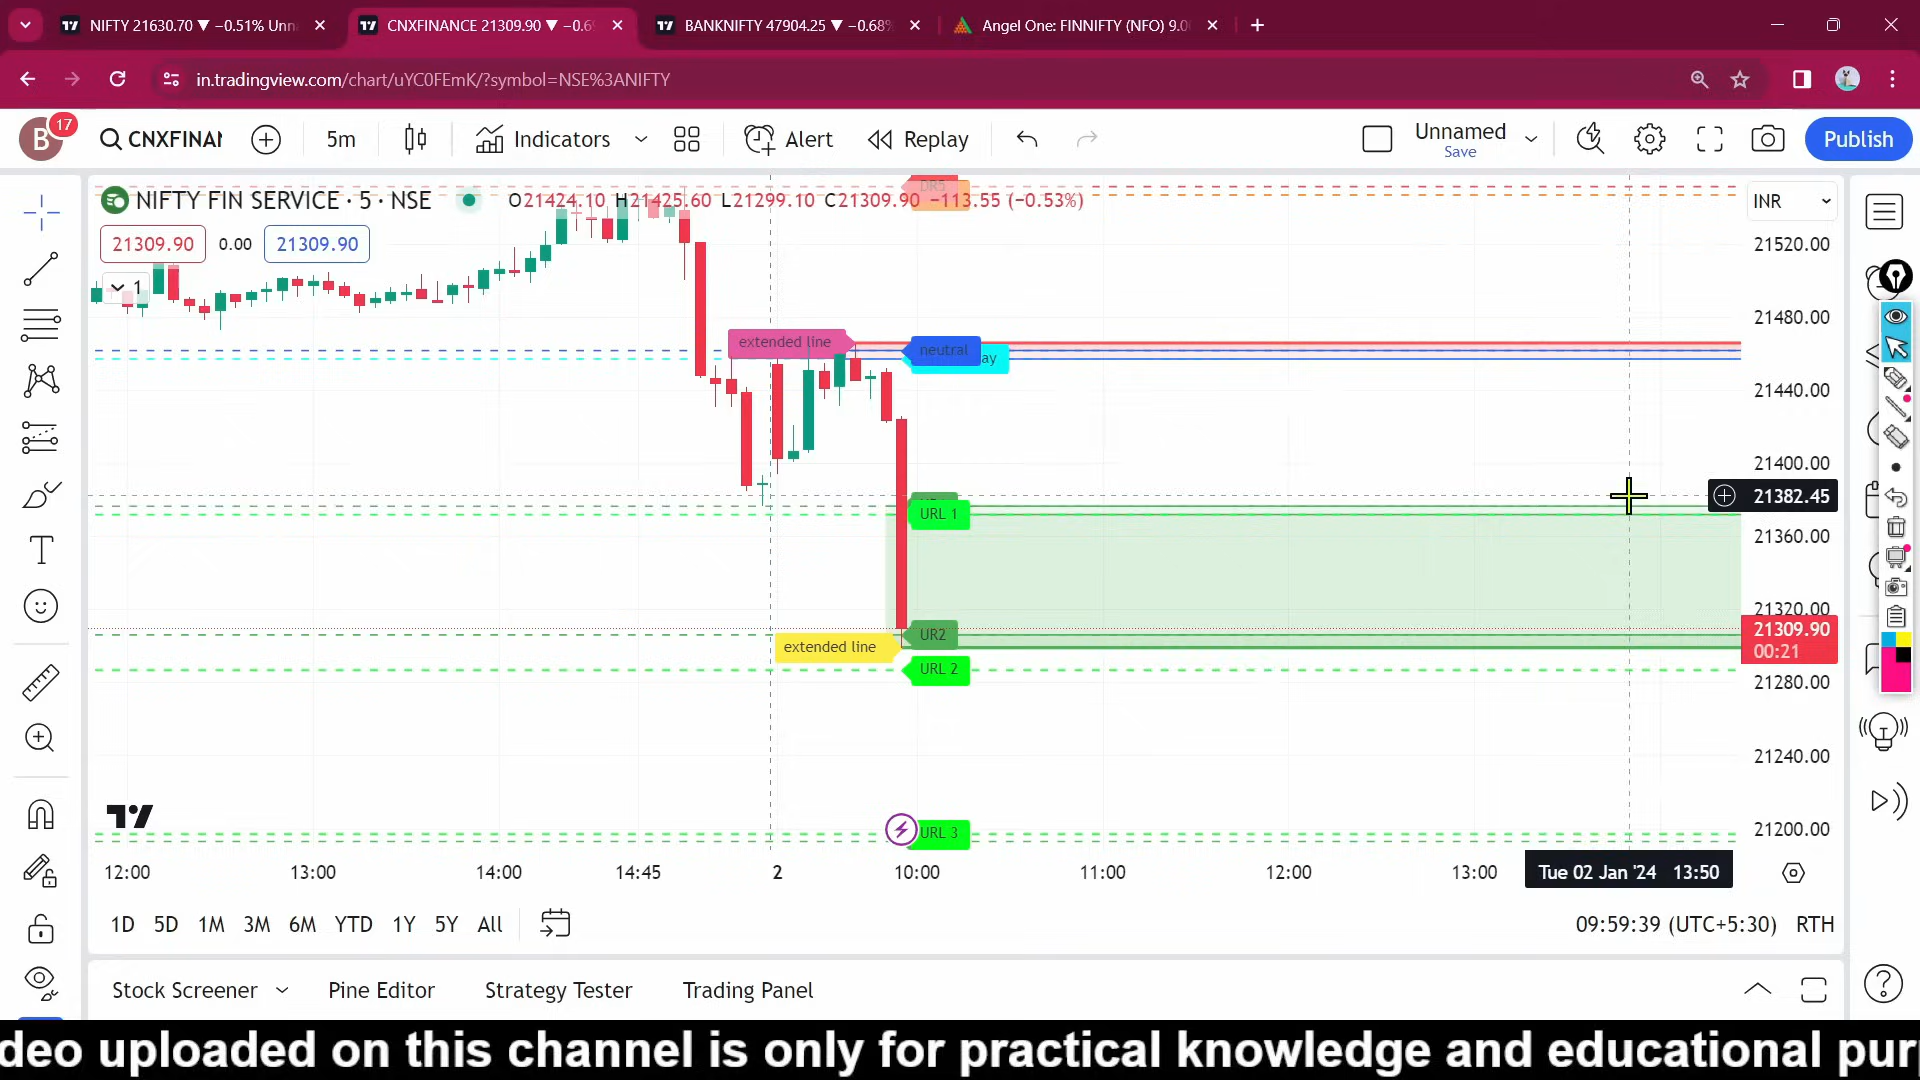 NIFTY 21630.70 ▼ −0.51% Unn
CNXFINANCE 21309.90 ▼ −0.6
BANKNIFTY 47904.25 ▼ −0.68%
Angel One: FINNIFTY (NFO) 9.0
in.tradingview.com/chart/uYC0FEmK/?symbol=NSE%3ANIFTY
B 17 CNXFINAN 5m Indicators Alert Replay Unnamed Save Publish
NIFTY FIN SERVICE · 5 · NSE O21424.10 H21425.60 L21299.10 C21309.90 −113.55 (−0.53%) INR
DR5
21309.90 0.00 21309.90
1
21520.00
21480.00
extended line
neutral
ay
21440.00
21400.00
21382.45
URL 1
21360.00
21320.00
21309.90
00:21
UR2
extended line
URL 2
21280.00
21240.00
URL 3
21200.00
12:00 13:00 14:00 14:45 2 10:00 11:00 12:00 13:00 Tue 02 Jan '24 13:50
1D 5D 1M 3M 6M YTD 1Y 5Y All 09:59:39 (UTC+5:30) RTH
Stock Screener Pine Editor Strategy Tester Trading Panel
deo uploaded on this channel is only for practical knowledge and educational pur